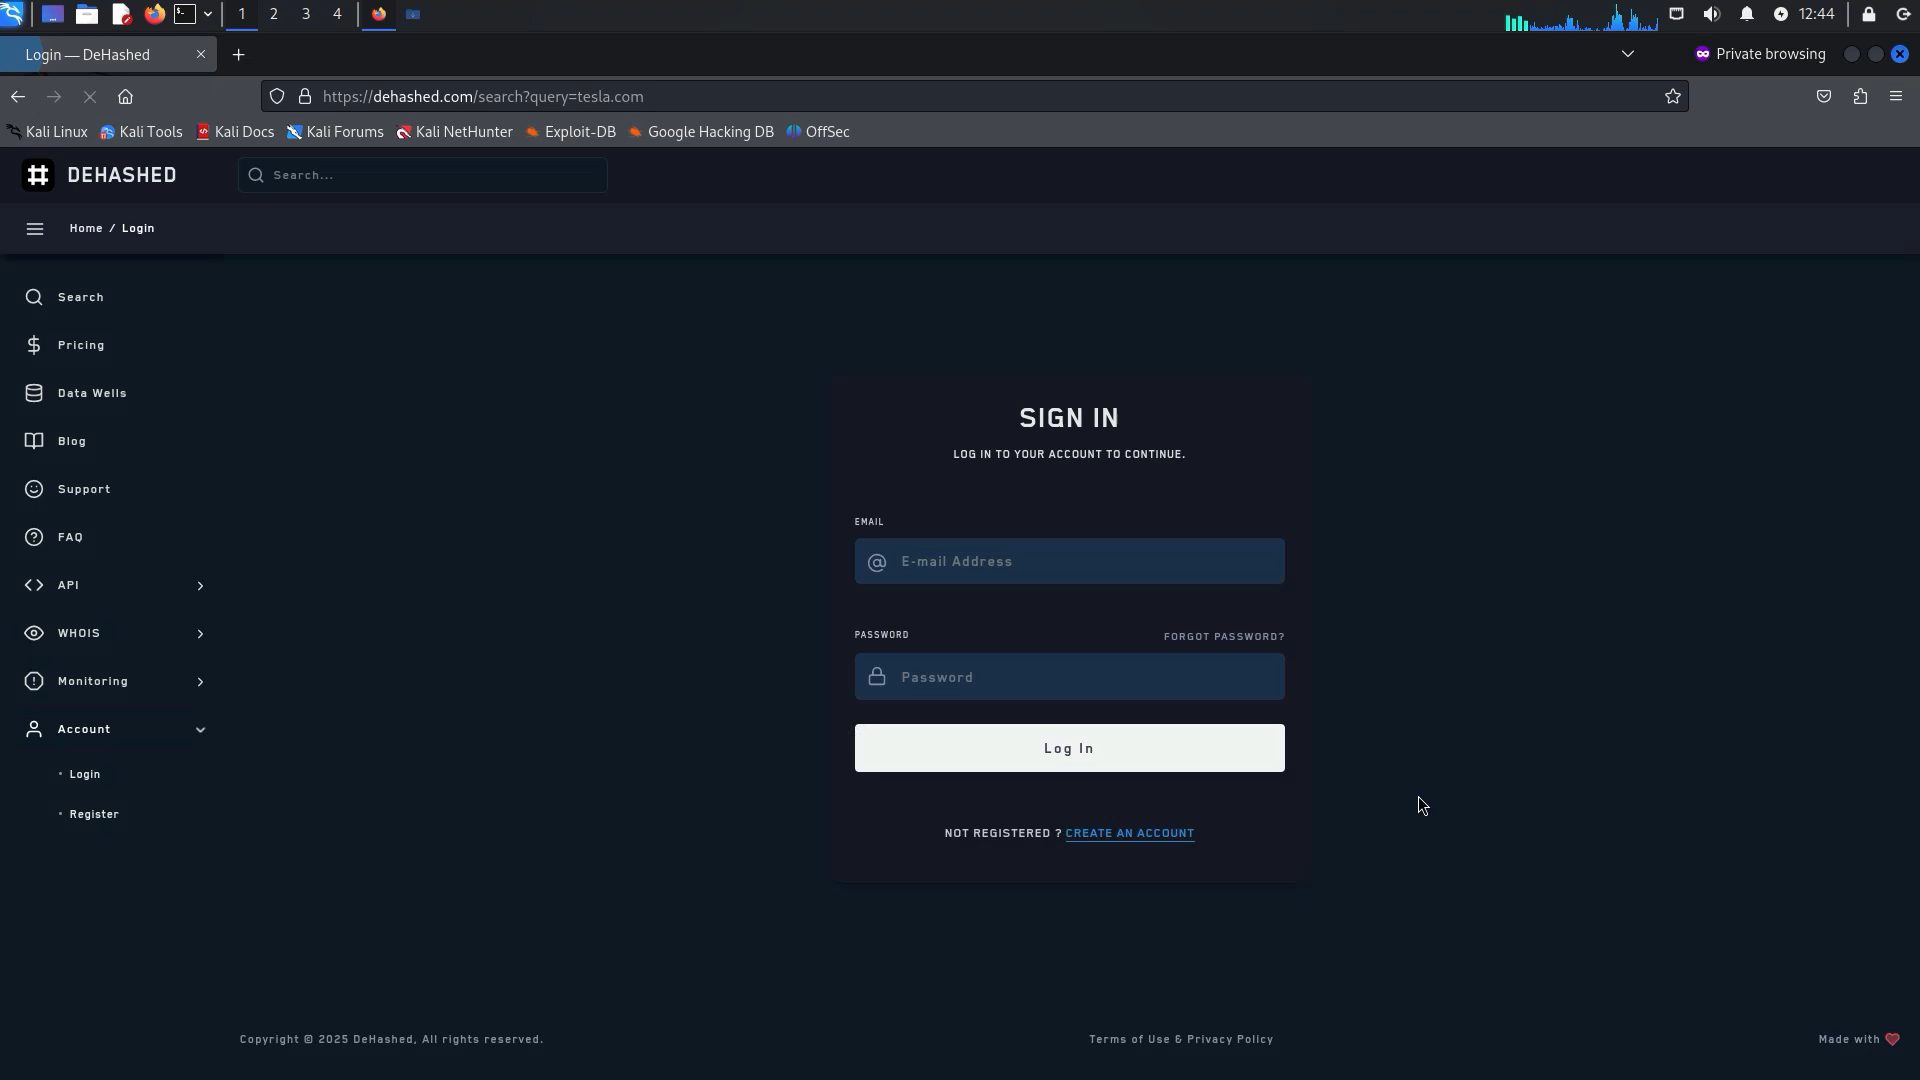 1 2 3 4 12:44
Login — DeHashed
Private browsing
https://dehashed.com/search?query=tesla.com
Kali Linux Kali Tools Kali Docs Kali Forums Kali NetHunter Exploit-DB Google Hacking DB OffSec
DEHASHED
Search...
Home / Login
Search
Pricing
Data Wells
Blog
Support
FAQ
API
WHOIS
Monitoring
Account
Login
Register
SIGN IN
LOG IN TO YOUR ACCOUNT TO CONTINUE.
EMAIL
E-mail Address
PASSWORD FORGOT PASSWORD?
Password
Log In
NOT REGISTERED ? CREATE AN ACCOUNT
Copyright © 2025 DeHashed, All rights reserved. Terms of Use & Privacy Policy Made with